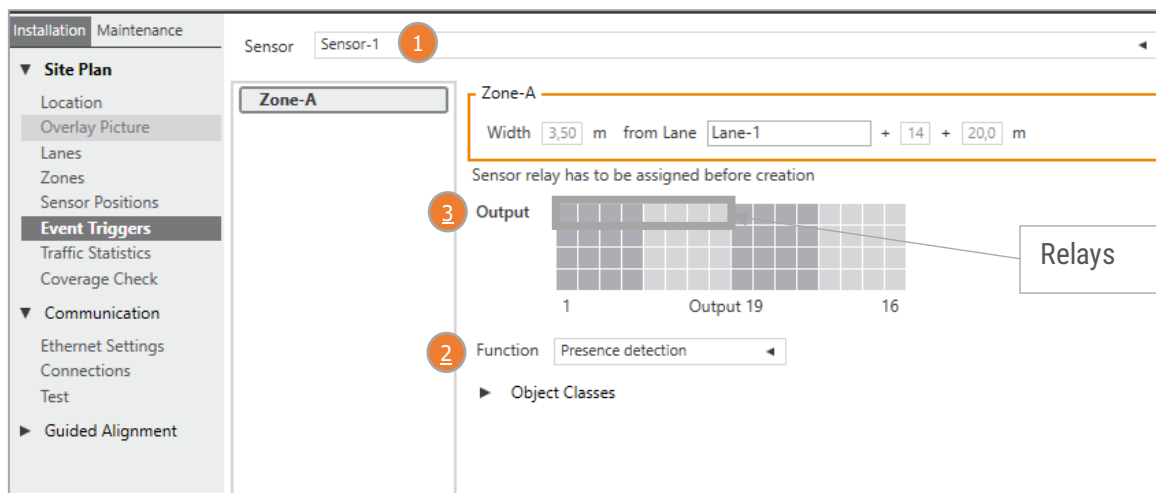 Installation Maintenance
Sensor Sensor-1 1
Site Plan
Location
Overlay Picture
Lanes
Zones
Sensor Positions
Event Triggers
Traffic Statistics
Coverage Check
Communication
Ethernet Settings
Connections
Test
Guided Alignment
Zone-A
Zone-A
Width 3,50 m from Lane Lane-1 + 14 + 20,0 m
Sensor relay has to be assigned before creation
3 Output
Relays
1 Output 19 16
2 Function Presence detection
Object Classes